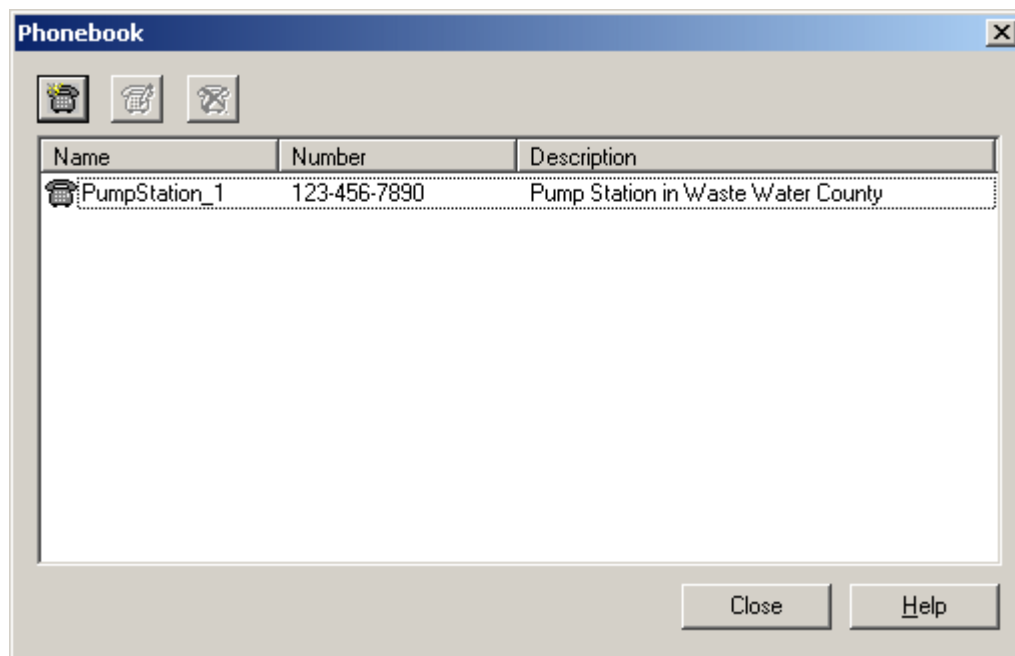 Phonebook
Name Number Description
PumpStation_1 123-456-7890 Pump Station in Waste Water County
Close Help